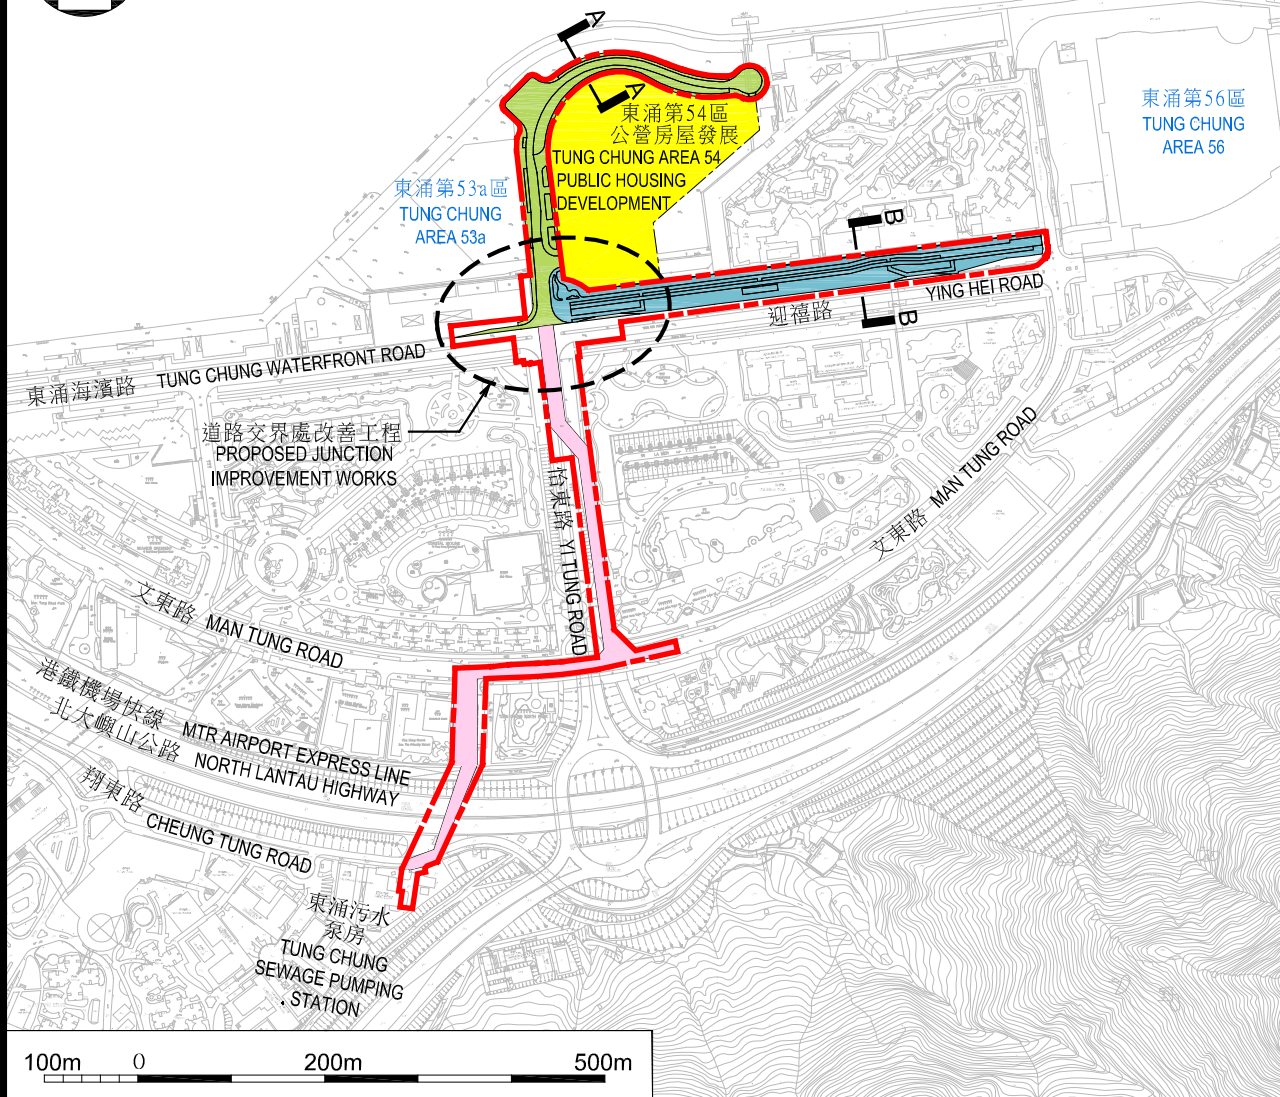 A
A
東涌第54區
公營房屋發展
TUNG CHUNG AREA 54
PUBLIC HOUSING
DEVELOPMENT
東涌第56區
TUNG CHUNG
AREA 56
東涌第53a區
TUNG CHUNG
AREA 53a
B
B
迎禧路
YING HEI ROAD
東涌海濱路 TUNG CHUNG WATERFRONT ROAD
道路交界處改善工程
PROPOSED JUNCTION
IMPROVEMENT WORKS
怡東路 YI TUNG ROAD
文東路 MAN TUNG ROAD
文東路 MAN TUNG ROAD
港鐵機場快線 MTR AIRPORT EXPRESS LINE
北大嶼山公路 NORTH LANTAU HIGHWAY
翔東路 CHEUNG TUNG ROAD
東涌污水
泵房
TUNG CHUNG
SEWAGE PUMPING
STATION
100m 0 200m 500m